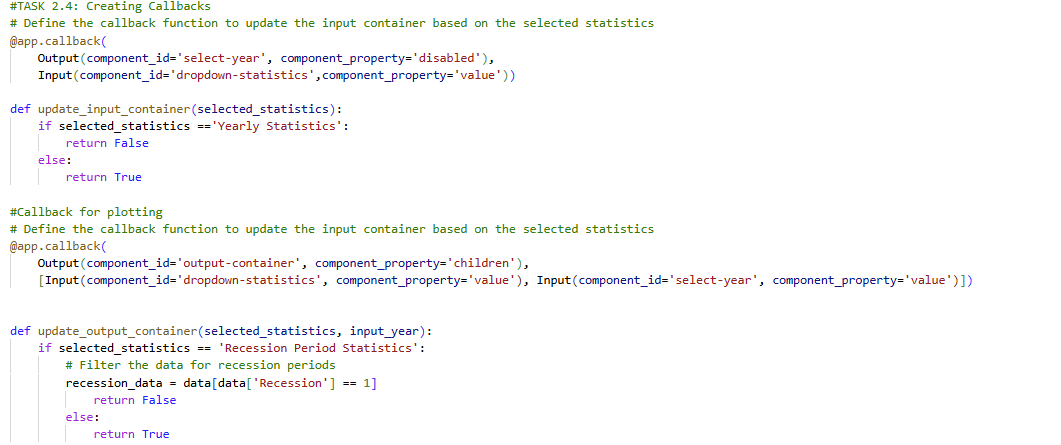 #TASK 2.4: Creating Callbacks
# Define the callback function to update the input container based on the selected statistics
@app.callback(
    Output(component_id='select-year', component_property='disabled'),
    Input(component_id='dropdown-statistics',component_property='value'))

def update_input_container(selected_statistics):
    if selected_statistics =='Yearly Statistics':
        return False
    else:
        return True

#Callback for plotting
# Define the callback function to update the input container based on the selected statistics
@app.callback(
    Output(component_id='output-container', component_property='children'),
    [Input(component_id='dropdown-statistics', component_property='value'), Input(component_id='select-year', component_property='value')])


def update_output_container(selected_statistics, input_year):
    if selected_statistics == 'Recession Period Statistics':
        # Filter the data for recession periods
        recession_data = data[data['Recession'] == 1]
            return False
        else:
            return True